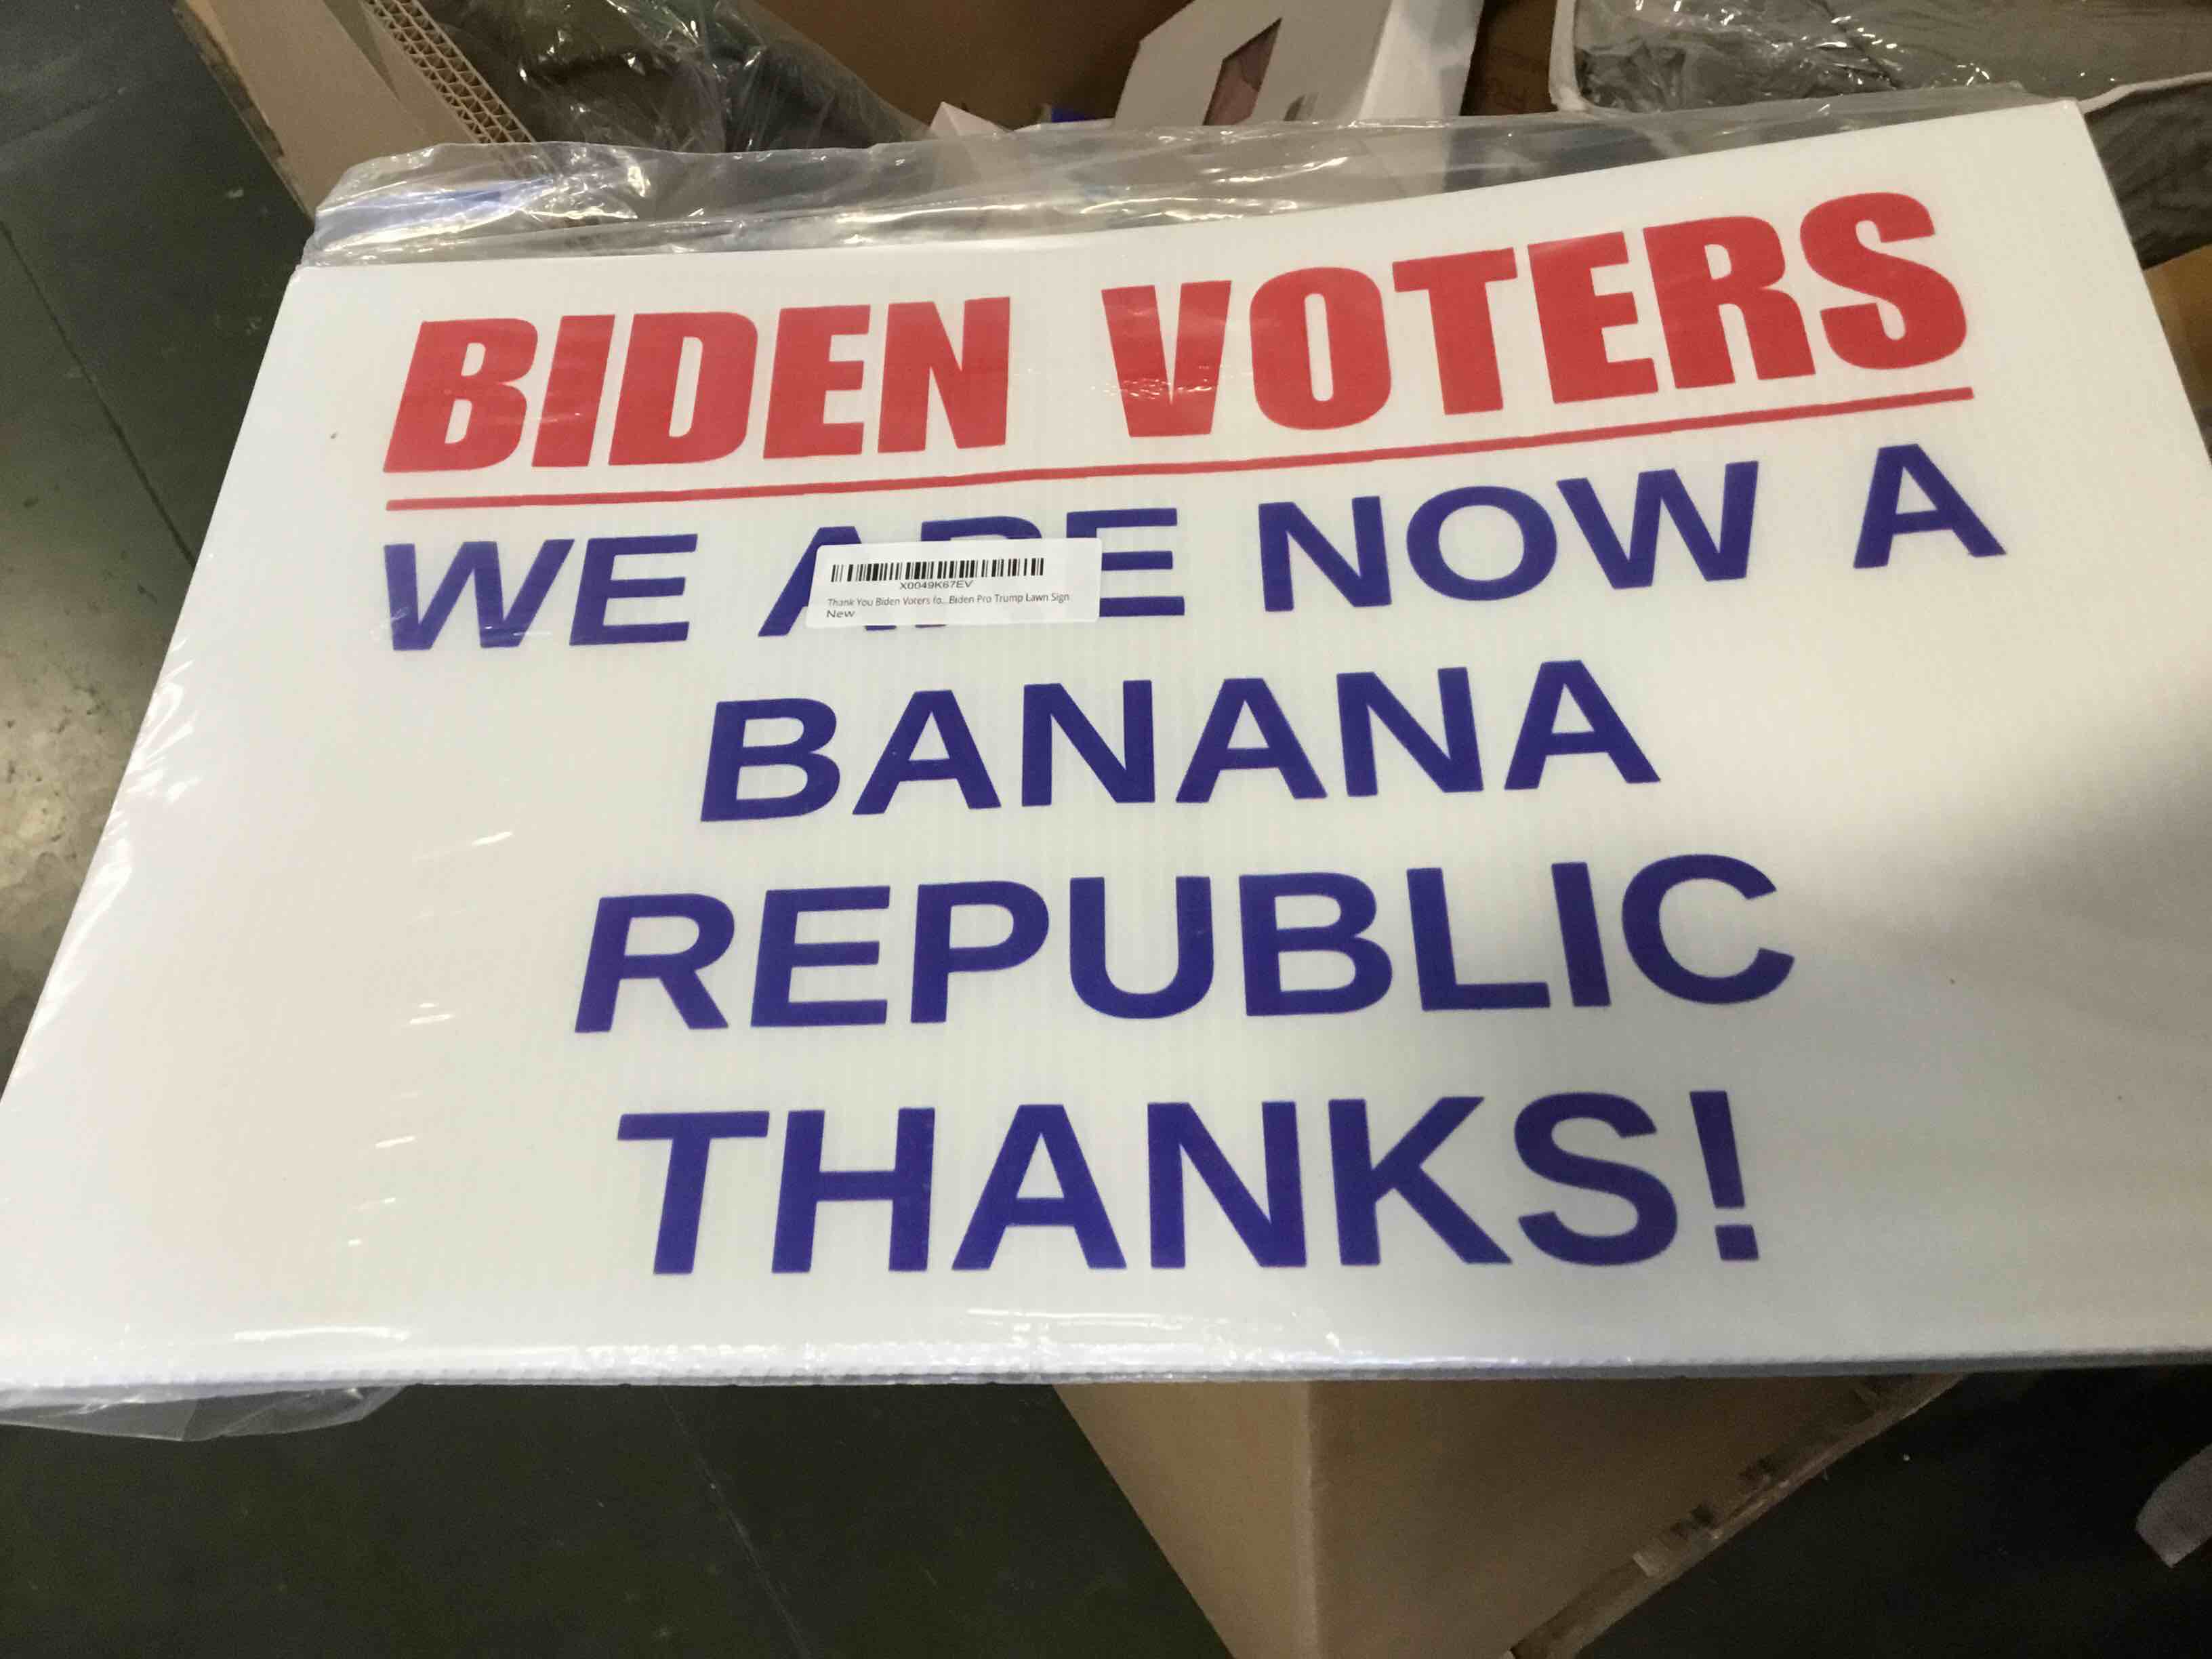 BIDEN VOTERS
WE ARE NOW A
X0049K67EV
Thank You Biden Voters fo...Biden Pro Trump Lawn Sign
New
BANANA
REPUBLIC
THANKS!